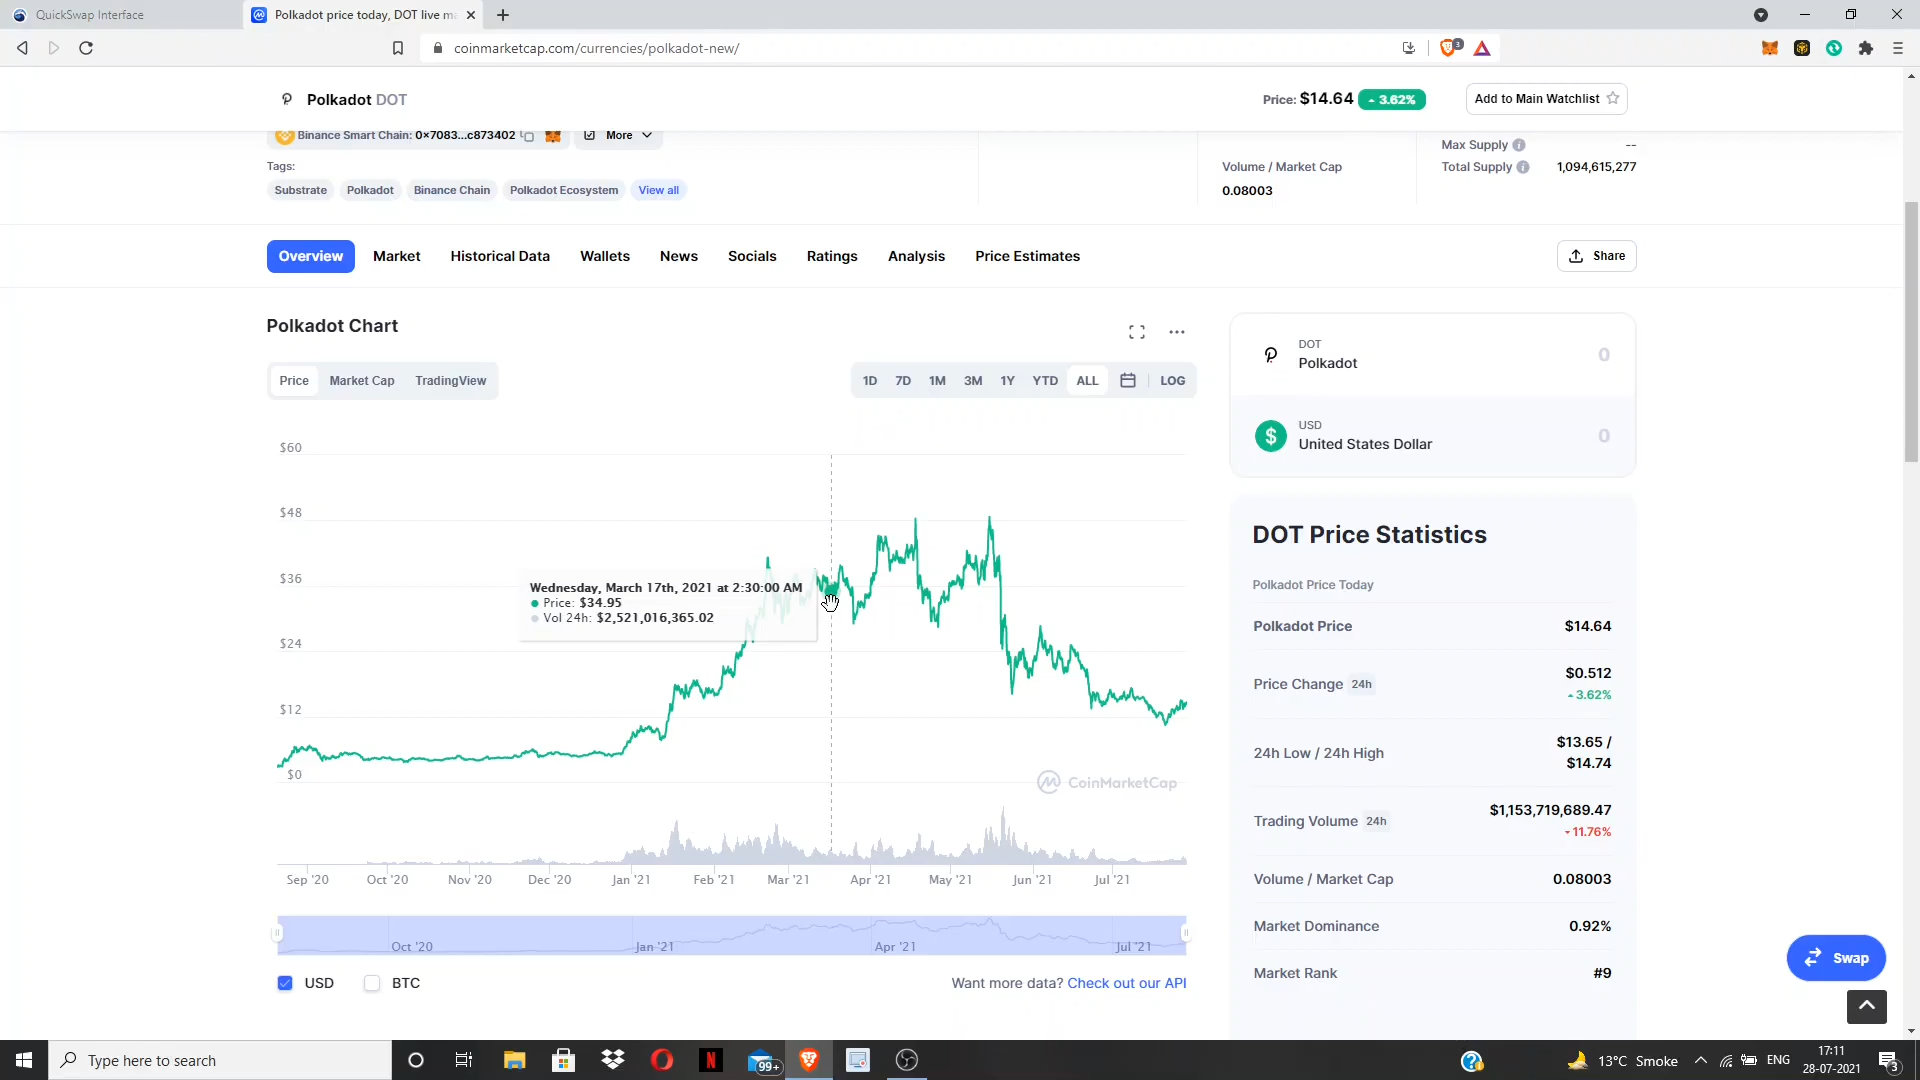 QuickSwap Interface
Polkadot price today, DOT live ma
coinmarketcap.com/currencies/polkadot-new/
3
Polkadot DOT
Price: $14.64 3.62%
Add to Main Watchlist
Binance Smart Chain: 0x7083...c873402
More
Max Supply --
Tags:
Volume / Market Cap
Total Supply 1,094,615,277
Substrate Polkadot Binance Chain Polkadot Ecosystem View all
0.08003
Overview Market Historical Data Wallets News Socials Ratings Analysis Price Estimates
Share
Polkadot Chart
Price Market Cap TradingView
1D 7D 1M 3M 1Y YTD ALL LOG
DOT
Polkadot
0
USD
United States Dollar
0
$60
$48
$36
$24
$12
$0
Wednesday, March 17th, 2021 at 2:30:00 AM
Price: $34.95
Vol 24h: $2,521,016,365.02
CoinMarketCap
Sep '20 Oct '20 Nov '20 Dec '20 Jan '21 Feb '21 Mar '21 Apr '21 May '21 Jun '21 Jul '21
Oct '20 Jan '21 Apr '21 Jul '21
USD BTC
Want more data? Check out our API
DOT Price Statistics
Polkadot Price Today
Polkadot Price $14.64
Price Change 24h
$0.512
3.62%
24h Low / 24h High
$13.65 /
$14.74
Trading Volume 24h
$1,153,719,689.47
11.76%
Volume / Market Cap 0.08003
Market Dominance 0.92%
Market Rank #9
Swap
Type here to search
99+
13°C Smoke
ENG
17:11
28-07-2021
3